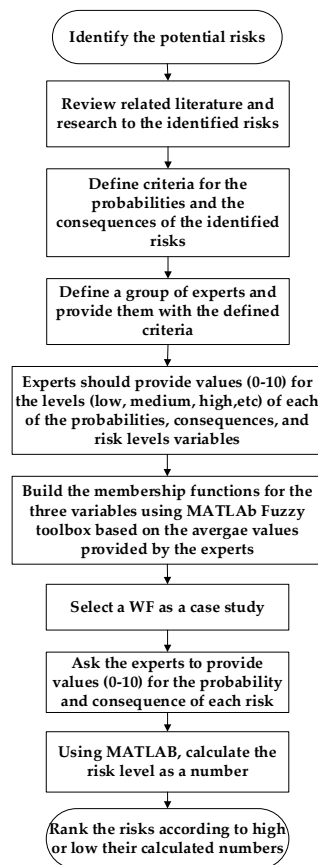 Identify the potential risks
Review related literature and
research to the identified risks
Define criteria for the
probabilities and the
consequences of the identified
risks
Define a group of experts and
provide them with the defined
criteria
Experts should provide values (0-10) for
the levels (low, medium, high,etc) of each
of the probabilities, consequences, and
risk levels variables
Build the membership functions for the
three variables using MATLAb Fuzzy
toolbox based on the avergae values
provided by the experts
Select a WF as a case study
Ask the experts to provide
values (0-10) for the probability
and consequence of each risk
Using MATLAB, calculate the
risk level as a number
Rank the risks according to high
or low their calculated numbers